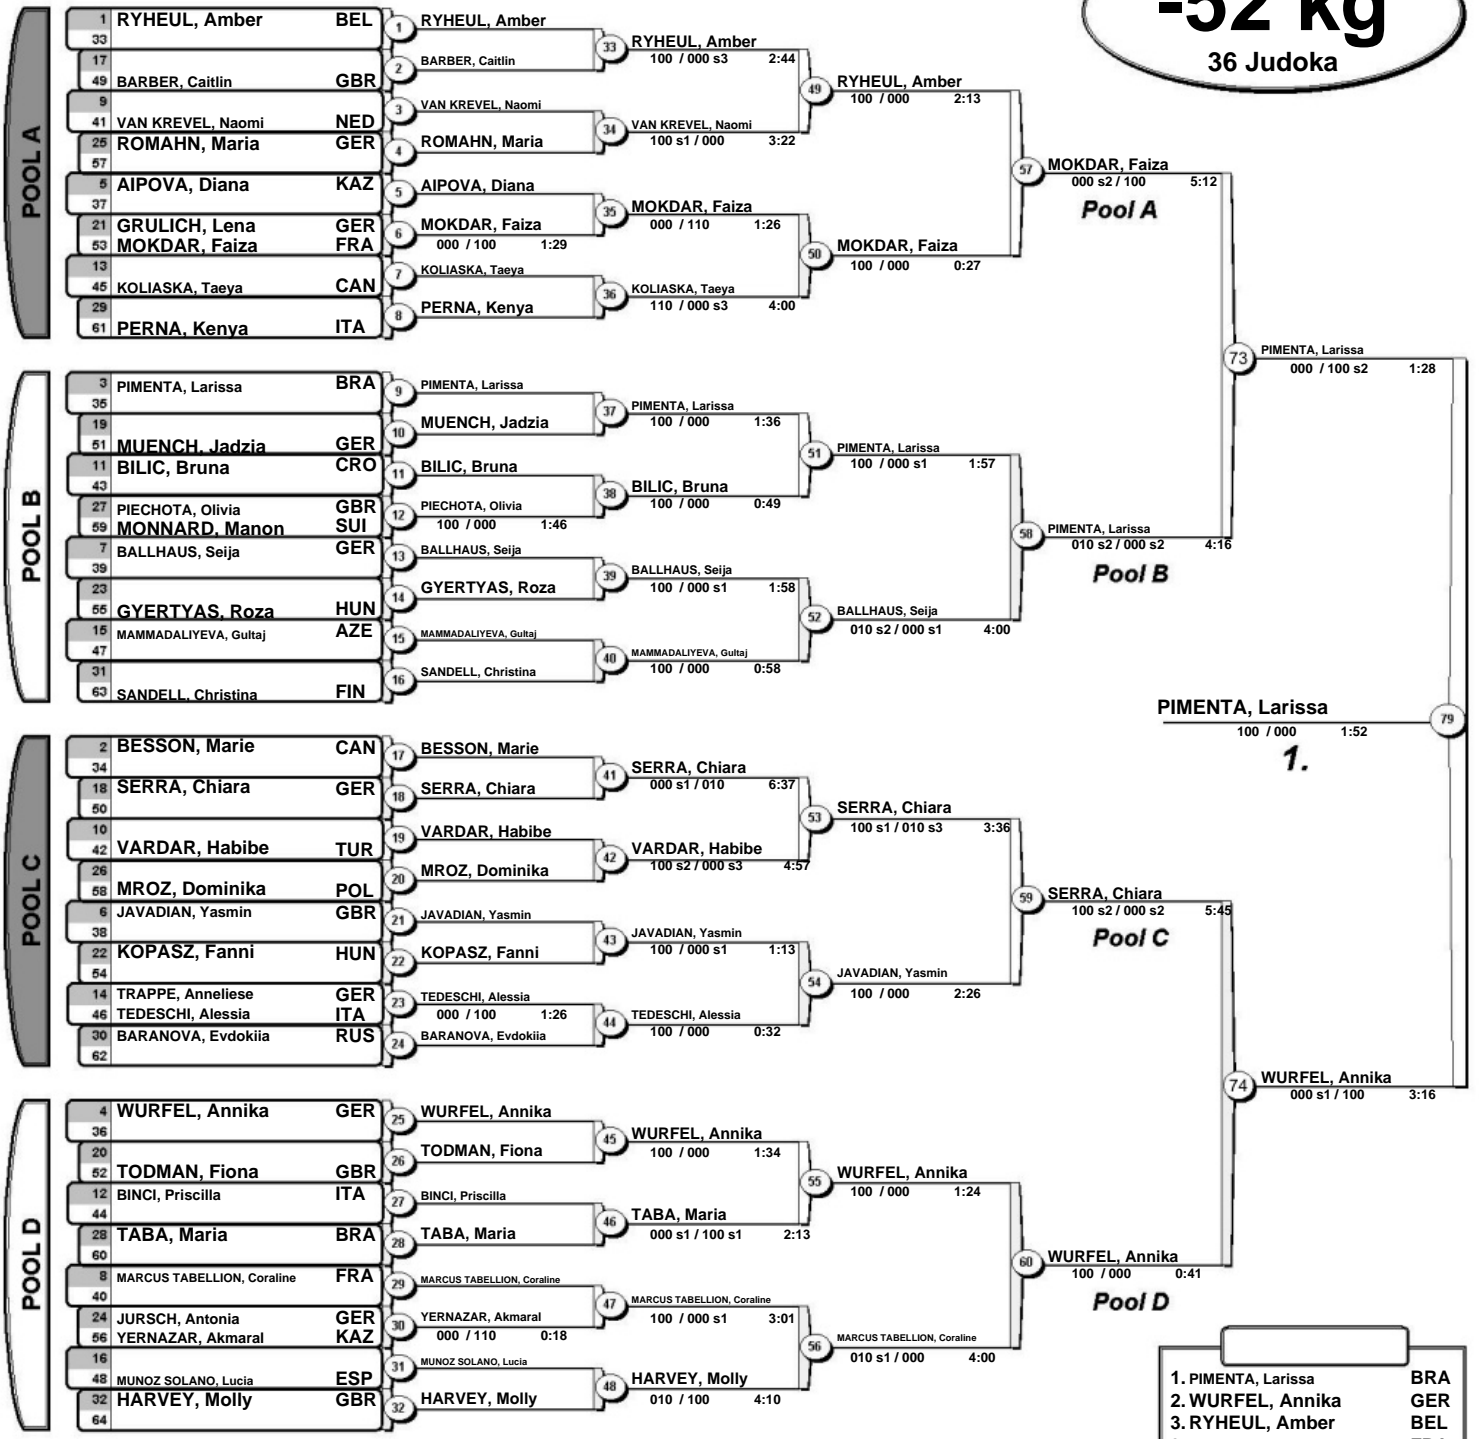 -52 kg
36 Judoka
POOL A
1 RYHEUL, Amber BEL
33
17
49 BARBER, Caitlin GBR
9
41 VAN KREVEL, Naomi NED
25 ROMAHN, Maria GER
57
5 AIPOVA, Diana KAZ
37
21 GRULICH, Lena GER
53 MOKDAR, Faiza FRA
13
45 KOLIASKA, Taeya CAN
29
61 PERNA, Kenya ITA
1 RYHEUL, Amber
2 BARBER, Caitlin
3 VAN KREVEL, Naomi
4 ROMAHN, Maria
5 AIPOVA, Diana
6 MOKDAR, Faiza
000 / 100 1:29
7 KOLIASKA, Taeya
8 PERNA, Kenya
33 RYHEUL, Amber
100 / 000 s3 2:44
34 VAN KREVEL, Naomi
100 s1 / 000 3:22
35 MOKDAR, Faiza
000 / 110 1:26
36 KOLIASKA, Taeya
110 / 000 s3 4:00
49 RYHEUL, Amber
100 / 000 2:13
50 MOKDAR, Faiza
100 / 000 0:27
57 MOKDAR, Faiza
000 s2 / 100 5:12
Pool A
POOL B
3 PIMENTA, Larissa BRA
35
19
51 MUENCH, Jadzia GER
11 BILIC, Bruna CRO
43
27 PIECHOTA, Olivia GBR
59 MONNARD, Manon SUI
7 BALLHAUS, Seija GER
39
23
55 GYERTYAS, Roza HUN
15 MAMMADALIYEVA, Gultaj AZE
47
31
63 SANDELL, Christina FIN
9 PIMENTA, Larissa
10 MUENCH, Jadzia
11 BILIC, Bruna
12 PIECHOTA, Olivia
100 / 000 1:46
13 BALLHAUS, Seija
14 GYERTYAS, Roza
15 MAMMADALIYEVA, Gultaj
16 SANDELL, Christina
37 PIMENTA, Larissa
100 / 000 1:36
38 BILIC, Bruna
100 / 000 0:49
39 BALLHAUS, Seija
100 / 000 s1 1:58
40 MAMMADALIYEVA, Gultaj
100 / 000 0:58
51 PIMENTA, Larissa
100 / 000 s1 1:57
52 BALLHAUS, Seija
010 s2 / 000 s1 4:00
58 PIMENTA, Larissa
010 s2 / 000 s2 4:16
Pool B
73 PIMENTA, Larissa
000 / 100 s2 1:28
PIMENTA, Larissa 79
100 / 000 1:52
1.
POOL C
2 BESSON, Marie CAN
34
18 SERRA, Chiara GER
50
10
42 VARDAR, Habibe TUR
26
58 MROZ, Dominika POL
6 JAVADIAN, Yasmin GBR
38
22 KOPASZ, Fanni HUN
54
14 TRAPPE, Anneliese GER
46 TEDESCHI, Alessia ITA
30 BARANOVA, Evdokiia RUS
62
17 BESSON, Marie
18 SERRA, Chiara
19 VARDAR, Habibe
20 MROZ, Dominika
21 JAVADIAN, Yasmin
22 KOPASZ, Fanni
23 TEDESCHI, Alessia
000 / 100 1:26
24 BARANOVA, Evdokiia
41 SERRA, Chiara
000 s1 / 010 6:37
42 VARDAR, Habibe
100 s2 / 000 s3 4:57
43 JAVADIAN, Yasmin
100 / 000 s1 1:13
44 TEDESCHI, Alessia
100 / 000 0:32
53 SERRA, Chiara
100 s1 / 010 s3 3:36
54 JAVADIAN, Yasmin
100 / 000 2:26
59 SERRA, Chiara
100 s2 / 000 s2 5:45
Pool C
POOL D
4 WURFEL, Annika GER
36
20
52 TODMAN, Fiona GBR
12 BINCI, Priscilla ITA
44
28 TABA, Maria BRA
60
8 MARCUS TABELLION, Coraline FRA
40
24 JURSCH, Antonia GER
56 YERNAZAR, Akmaral KAZ
16
48 MUNOZ SOLANO, Lucia ESP
32 HARVEY, Molly GBR
64
25 WURFEL, Annika
26 TODMAN, Fiona
27 BINCI, Priscilla
28 TABA, Maria
29 MARCUS TABELLION, Coraline
30 YERNAZAR, Akmaral
000 / 110 0:18
31 MUNOZ SOLANO, Lucia
32 HARVEY, Molly
45 WURFEL, Annika
100 / 000 1:34
46 TABA, Maria
000 s1 / 100 s1 2:13
47 MARCUS TABELLION, Coraline
100 / 000 s1 3:01
48 HARVEY, Molly
010 / 100 4:10
55 WURFEL, Annika
100 / 000 1:24
56 MARCUS TABELLION, Coraline
010 s1 / 000 4:00
60 WURFEL, Annika
100 / 000 0:41
Pool D
74 WURFEL, Annika
000 s1 / 100 3:16
1. PIMENTA, Larissa BRA
2. WURFEL, Annika GER
3. RYHEUL, Amber BEL